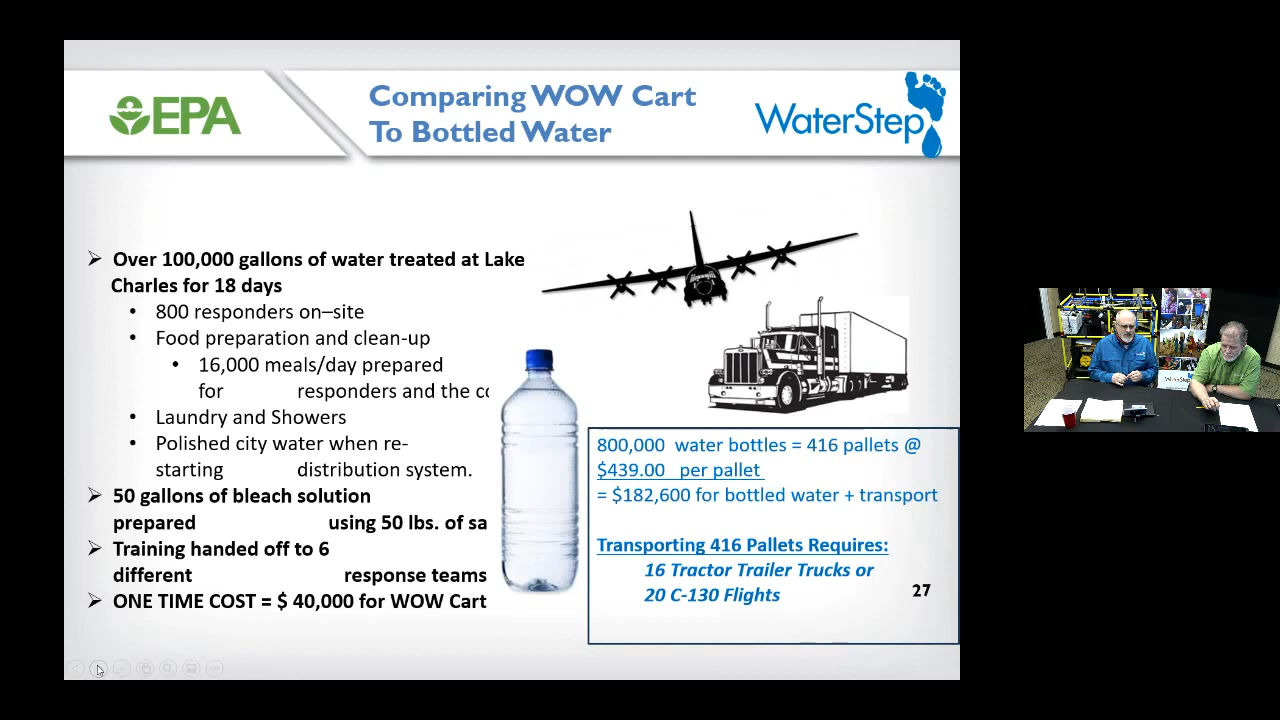 EPA
Comparing WOW Cart
To Bottled Water
WaterStep
Over 100,000 gallons of water treated at Lake
Charles for 18 days
800 responders on–site
Food preparation and clean-up
16,000 meals/day prepared
for responders and the
Laundry and Showers
Polished city water when re-
starting distribution system.
50 gallons of bleach solution
prepared using 50 lbs. of sa
Training handed off to 6
different response teams
ONE TIME COST = $ 40,000 for WOW Cart
800,000 water bottles = 416 pallets @
$439.00 per pallet
= $182,600 for bottled water + transport
Transporting 416 Pallets Requires:
16 Tractor Trailer Trucks or
20 C-130 Flights
27
WaterStep